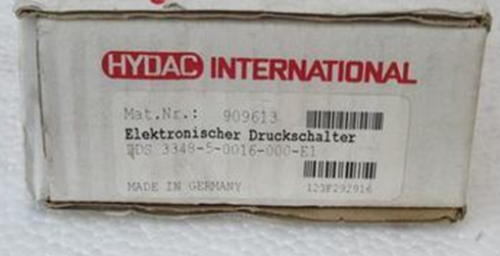 HYDAC INTERNATIONAL
Mat.Nr.: 909613
Elektronischer Druckschalter
EDS 3348-5-0016-000-E1
MADE IN GERMANY
123F292916